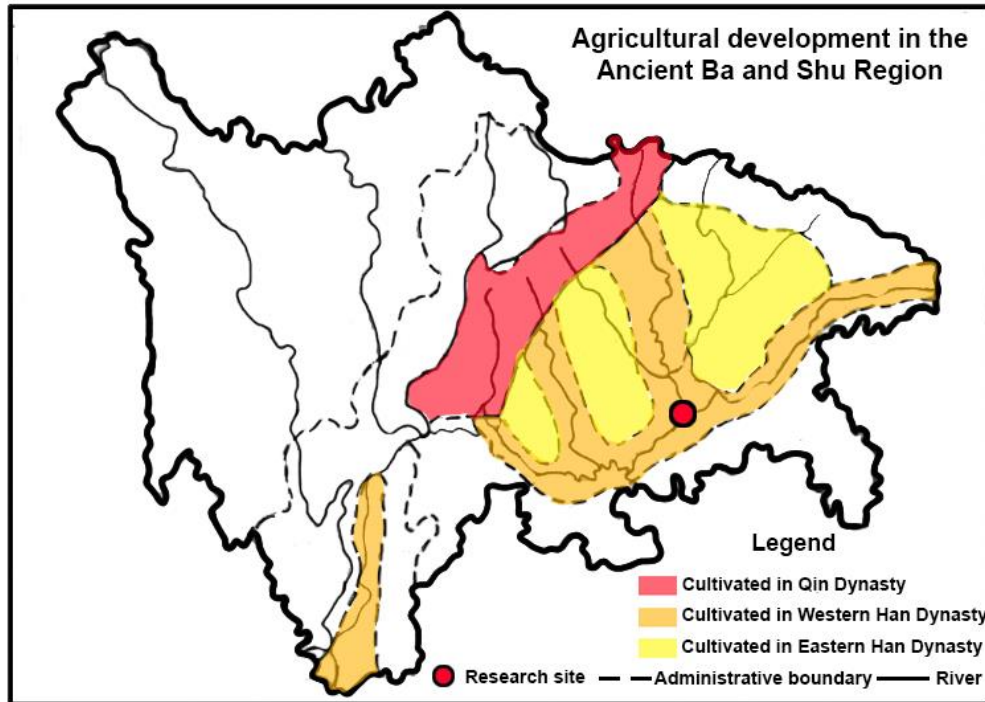 Agricultural development in the
Ancient Ba and Shu Region
Legend
Cultivated in Qin Dynasty
Cultivated in Western Han Dynasty
Cultivated in Eastern Han Dynasty
Research site Administrative boundary River